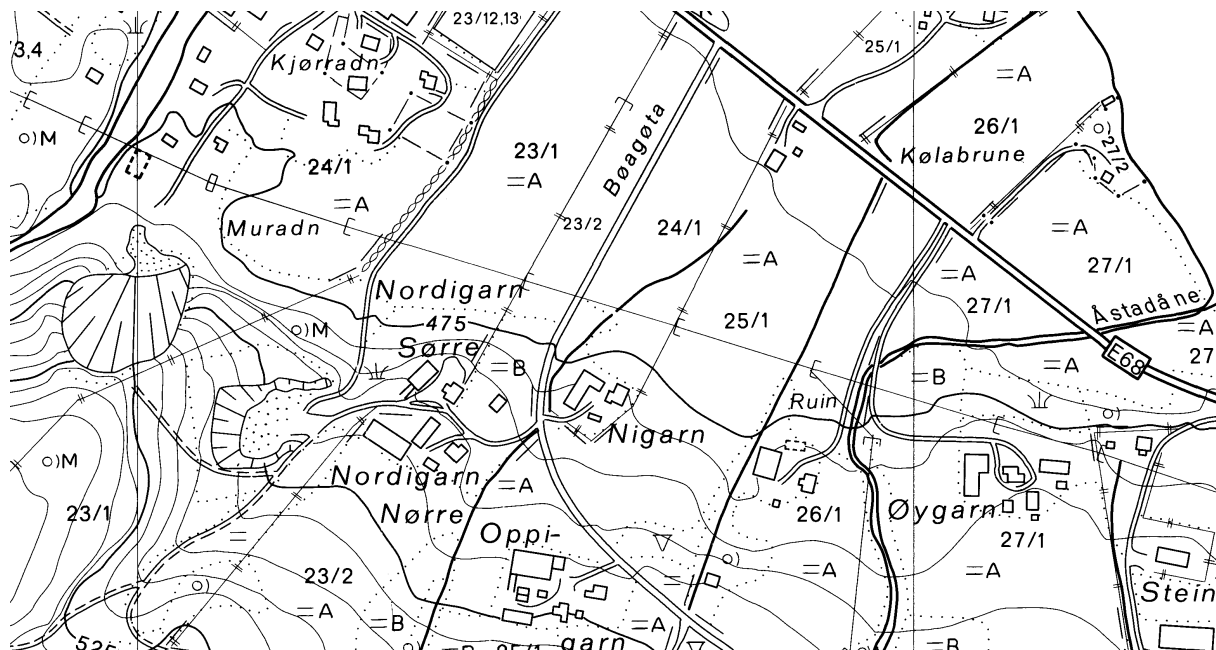 23/12,13
3,4
Kjørradn
25/1
=A
26/1
Kølabrune
27/2
○)M
24/1
23/1
=A
Bøagøta
=A
Muradn
23/2
24/1
=A
=A
27/1
=A
27/1
Åstadåne
Nordigarn
475
25/1
=A
○)M
Sørre
=B
=A
E68
27
=B
Ruin
Nigarn
○)M
Nordigarn
=A
23/1
Nørre
26/1
Øygarn
Oppi-
27/1
23/2
=A
=A
Stein
=A
=B
=A
525
=B
25/1
garn
=B